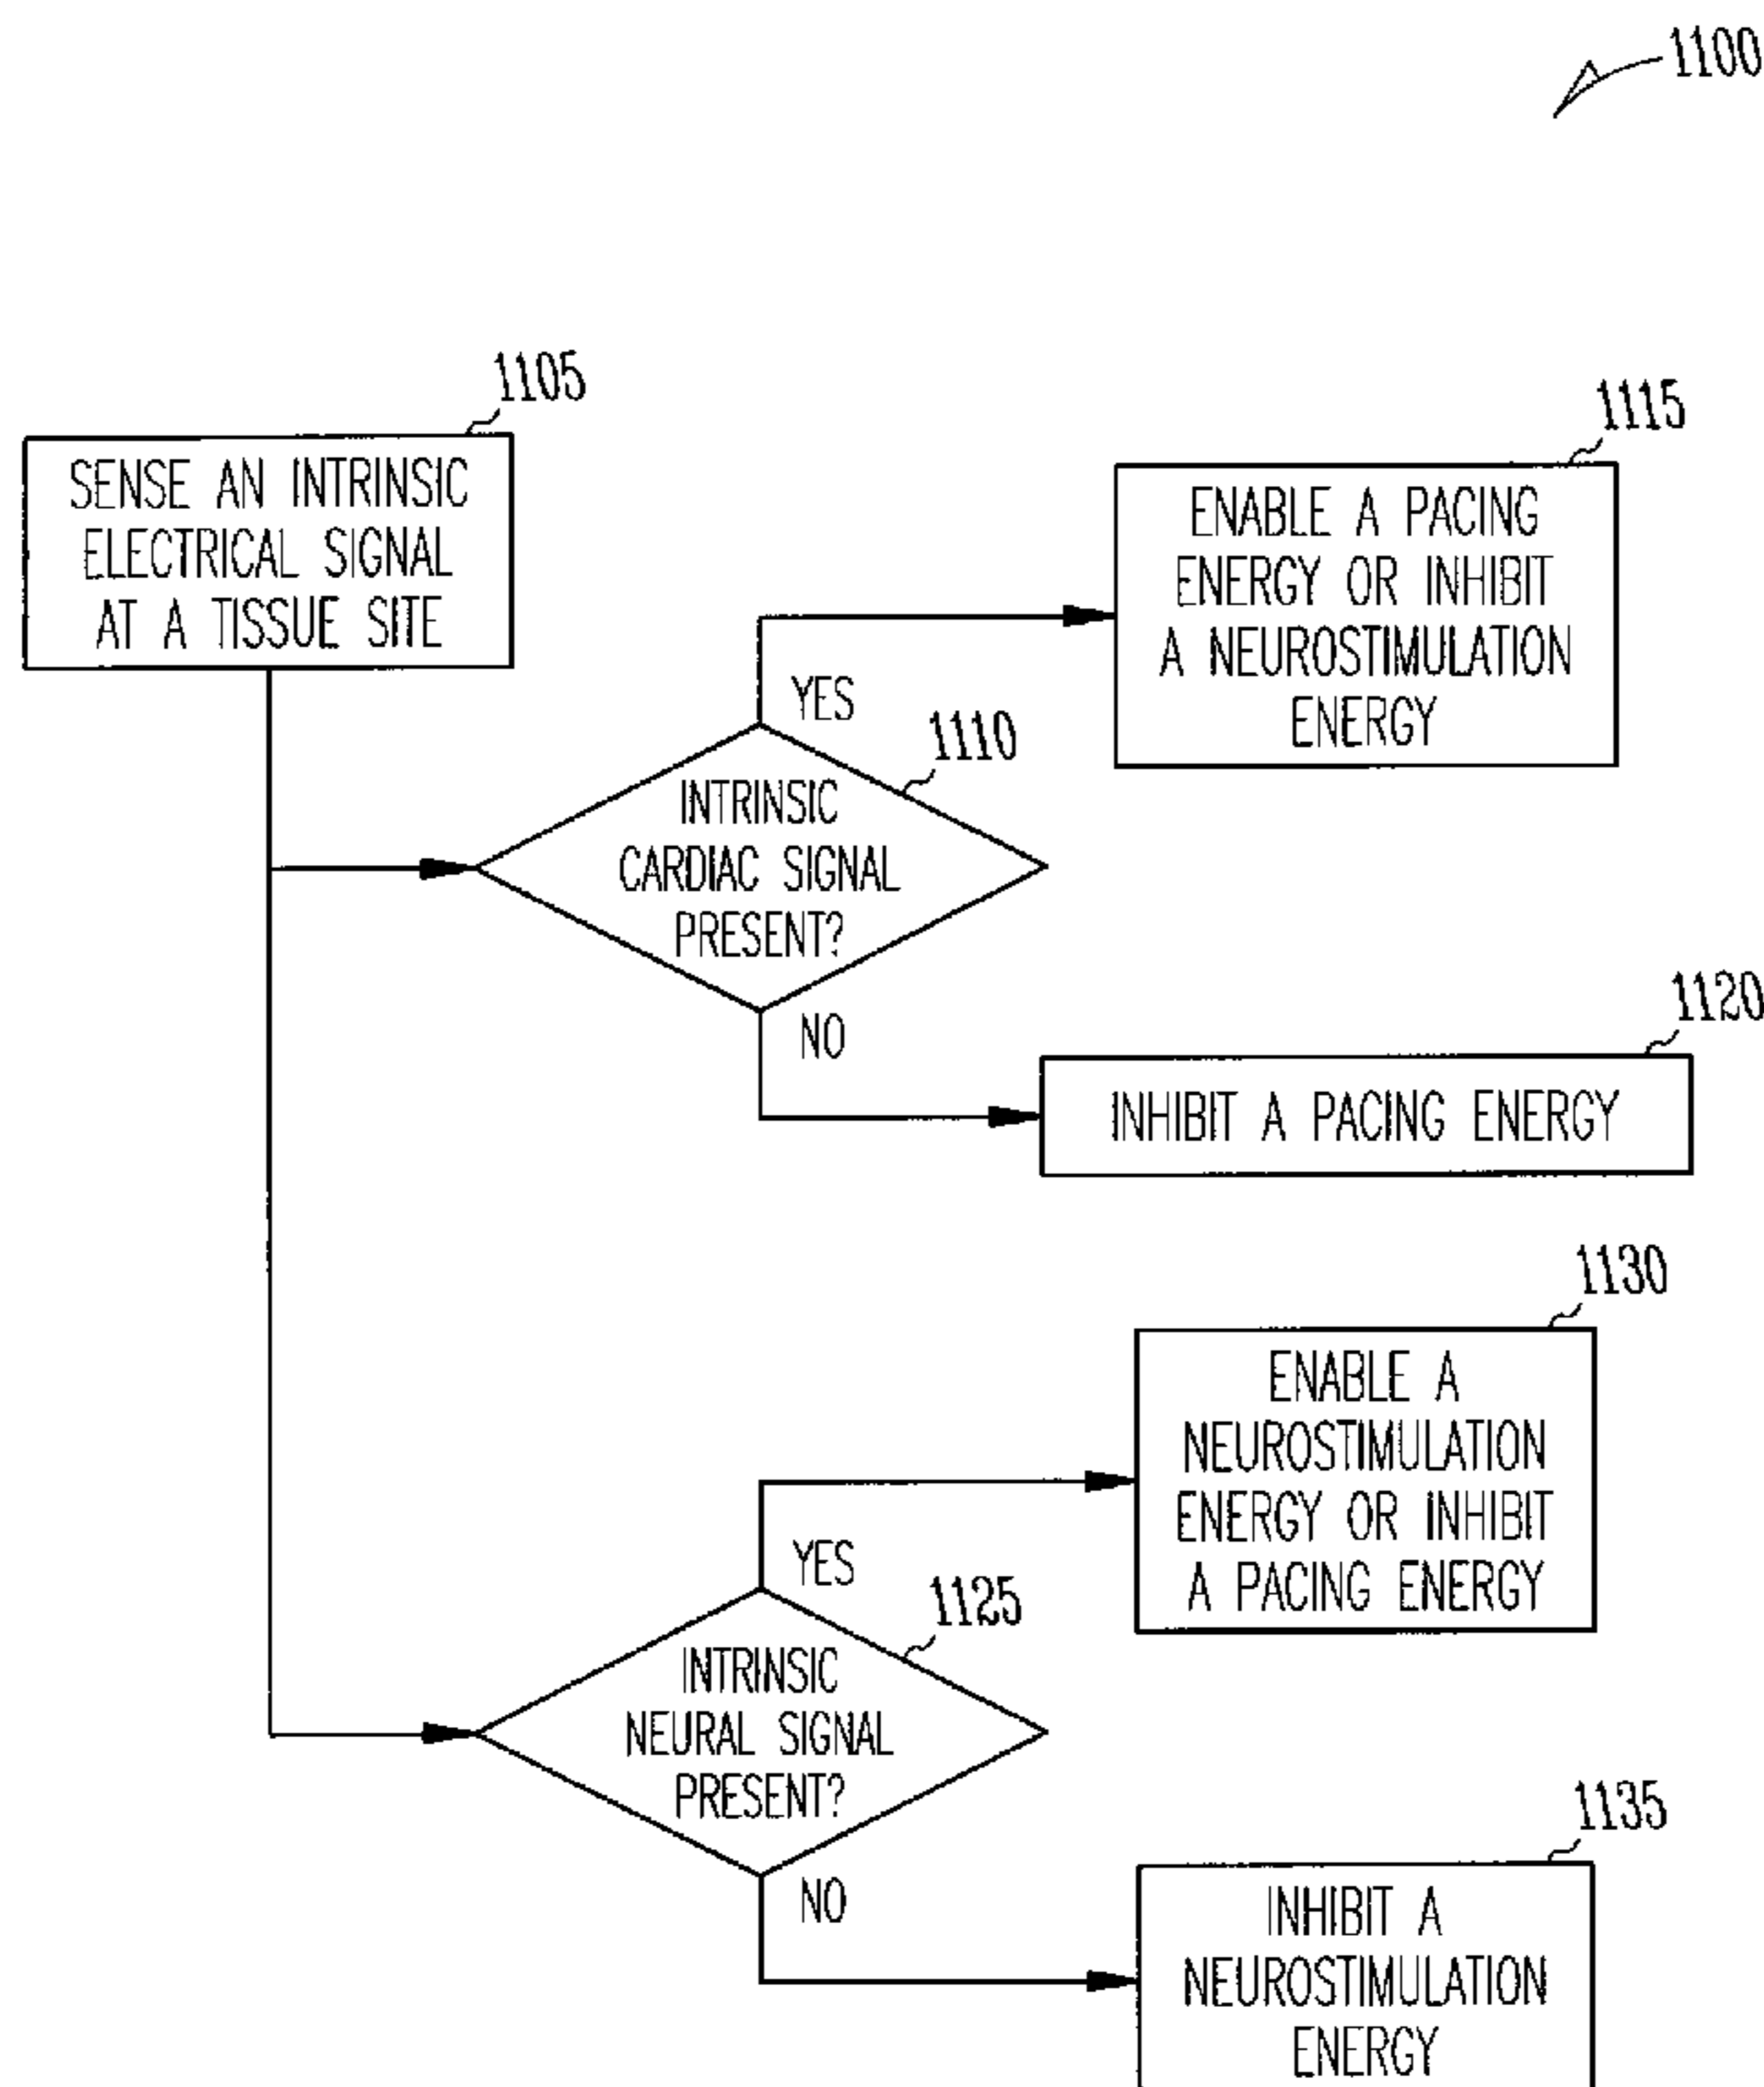 1100
1105
SENSE AN INTRINSIC
ELECTRICAL SIGNAL
AT A TISSUE SITE
1115
ENABLE A PACING
ENERGY OR INHIBIT
A NEUROSTIMULATION
ENERGY
YES
1110
INTRINSIC
CARDIAC SIGNAL
PRESENT?
NO
1120
INHIBIT A PACING ENERGY
1130
ENABLE A
NEUROSTIMULATION
ENERGY OR INHIBIT
A PACING ENERGY
YES
1125
INTRINSIC
NEURAL SIGNAL
PRESENT?
NO
1135
INHIBIT A
NEUROSTIMULATION
ENERGY